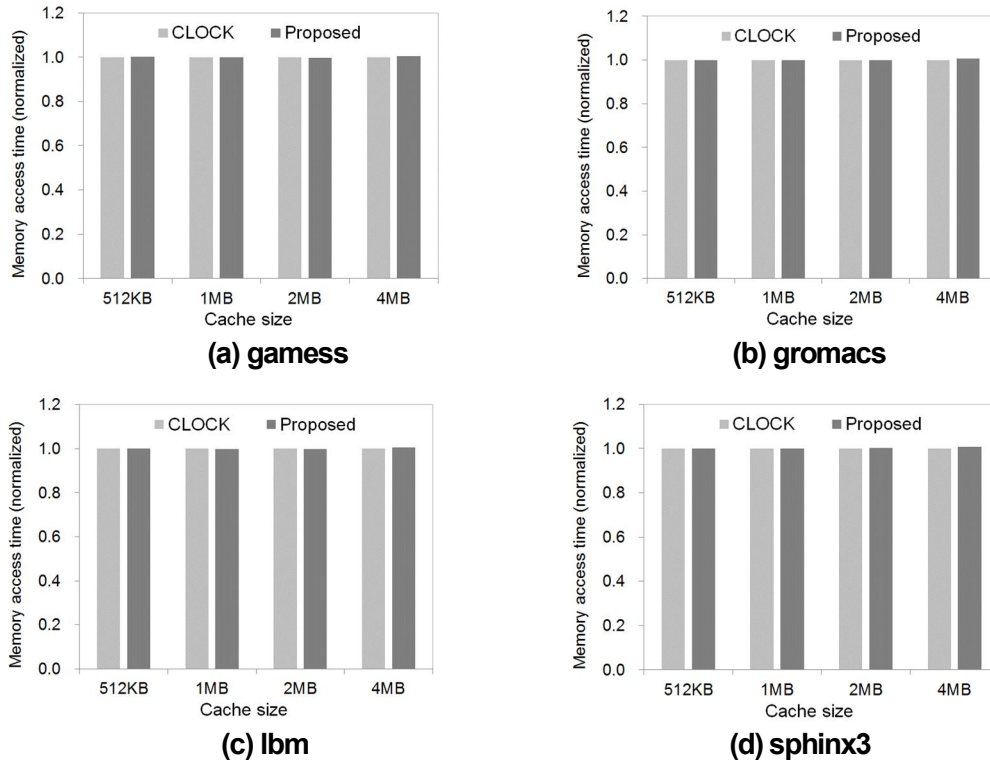 1.2
CLOCK Proposed
1.0
0.8
0.6
0.4
0.2
0.0
Memory access time (normalized)
512KB 1MB 2MB 4MB
Cache size
(a) gamess
1.2
CLOCK Proposed
1.0
0.8
0.6
0.4
0.2
0.0
Memory access time (normalized)
512KB 1MB 2MB 4MB
Cache size
(b) gromacs
1.2
CLOCK Proposed
1.0
0.8
0.6
0.4
0.2
0.0
Memory access time (normalized)
512KB 1MB 2MB 4MB
Cache size
(c) lbm
1.2
CLOCK Proposed
1.0
0.8
0.6
0.4
0.2
0.0
Memory access time (normalized)
512KB 1MB 2MB 4MB
Cache size
(d) sphinx3